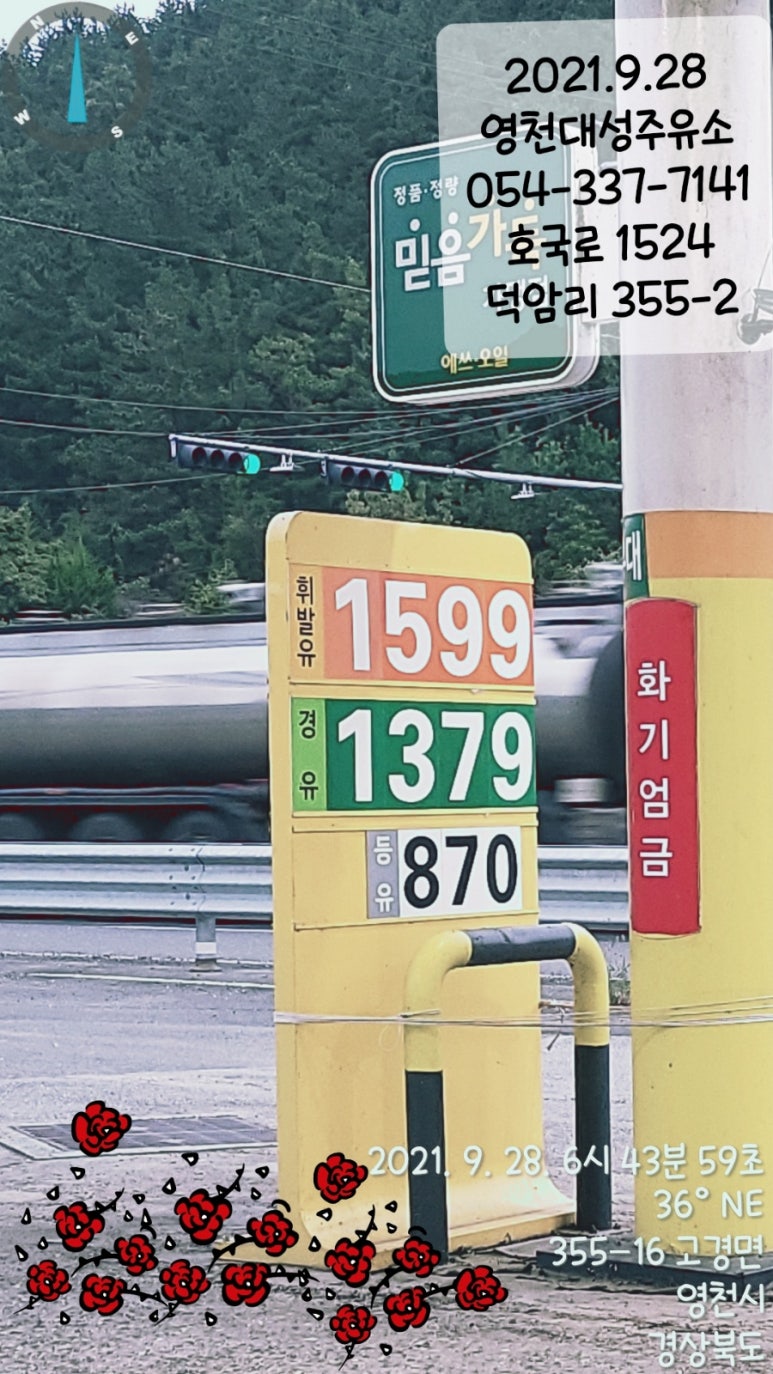 N
E
W
S
2021.9.28
영천대성주유소
054-337-7141
호국로 1524
덕암리 355-2
정품·정량
믿음가득
에쓰·오일
휘발유
1599
경유
1379
등유
870
대
화기엄금
2021. 9. 28. 6시 43분 59초
36° NE
355-16 고경면
영천시
경상북도